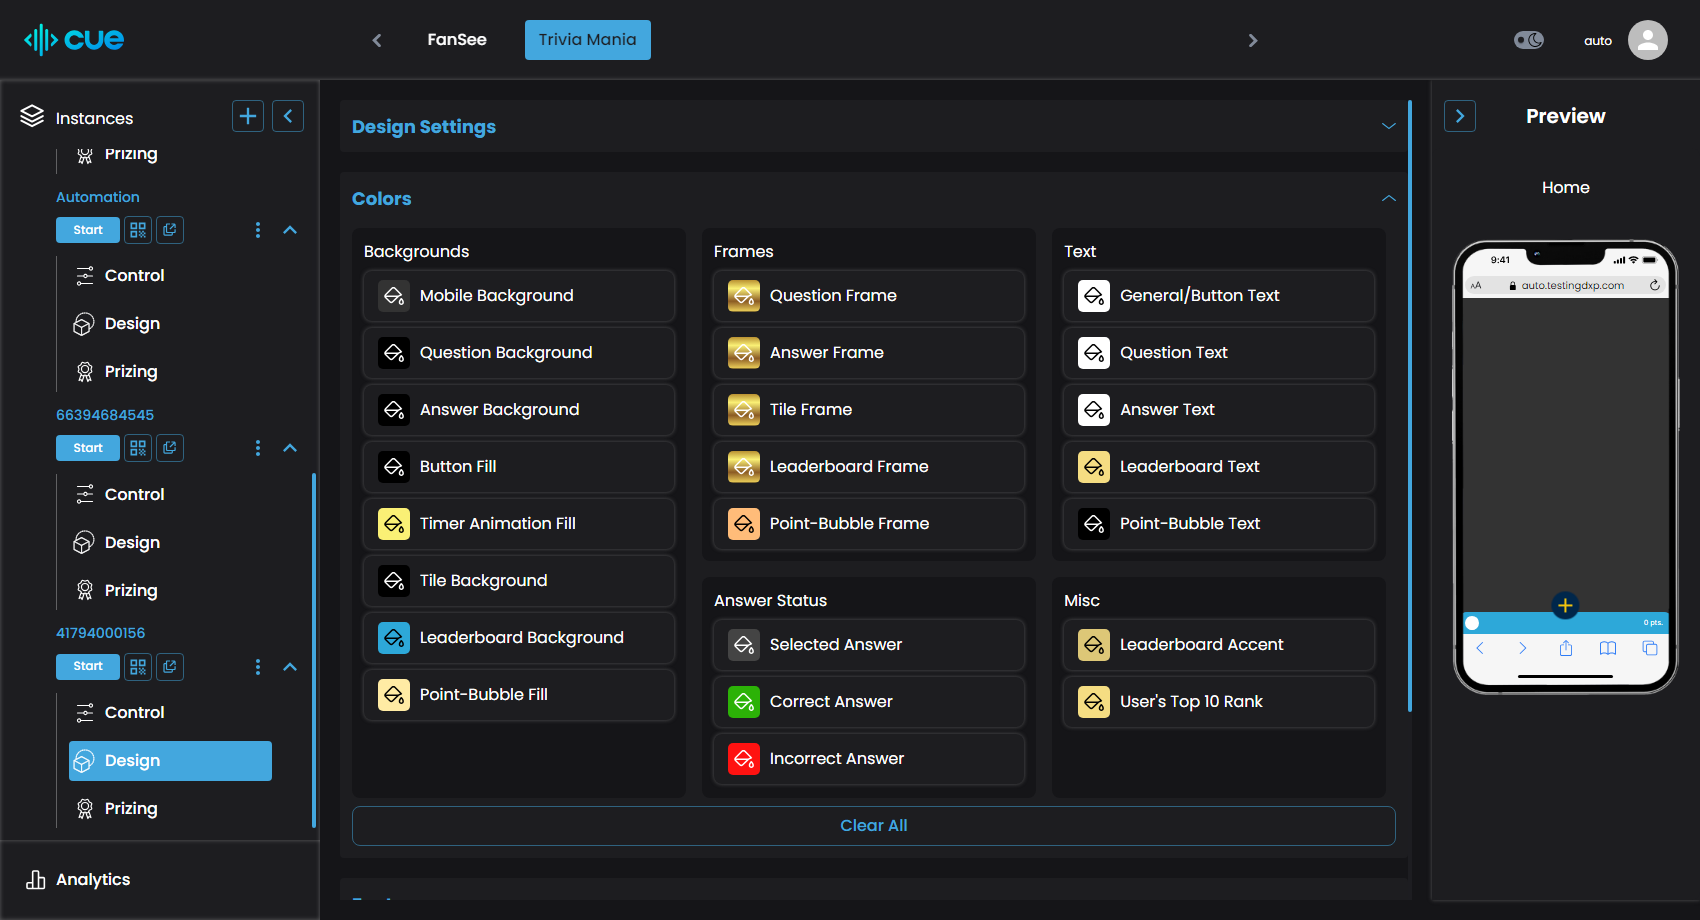 cue
FanSee
Trivia Mania
auto
Instances
Prizing
Automation
Start
Control
Design
Prizing
66394684545
Start
Control
Design
Prizing
41794000156
Start
Control
Design
Prizing
Analytics
Design Settings
Colors
Backgrounds
Mobile Background
Question Background
Answer Background
Button Fill
Timer Animation Fill
Tile Background
Leaderboard Background
Point-Bubble Fill
Frames
Question Frame
Answer Frame
Tile Frame
Leaderboard Frame
Point-Bubble Frame
Text
General/Button Text
Question Text
Answer Text
Leaderboard Text
Point-Bubble Text
Answer Status
Selected Answer
Correct Answer
Incorrect Answer
Misc
Leaderboard Accent
User's Top 10 Rank
Clear All
Preview
Home
9:41
AA auto.testingdxp.com
0 pts.